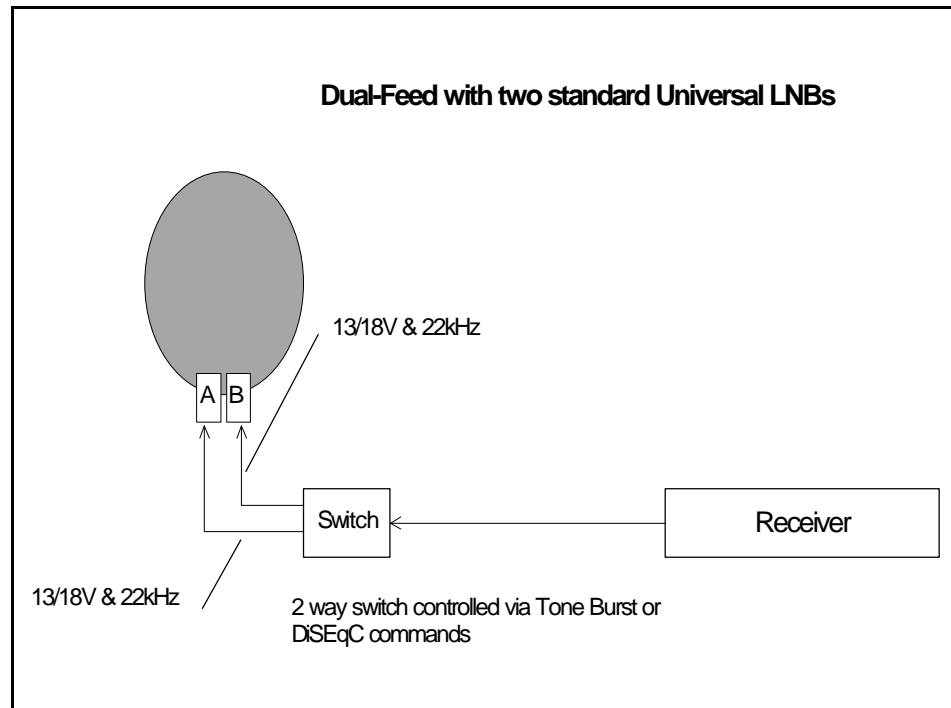 Dual-Feed with two standard Universal LNBs
13/18V & 22kHz
A B
Switch
Receiver
13/18V & 22kHz
2 way switch controlled via Tone Burst or
DiSEqC commands